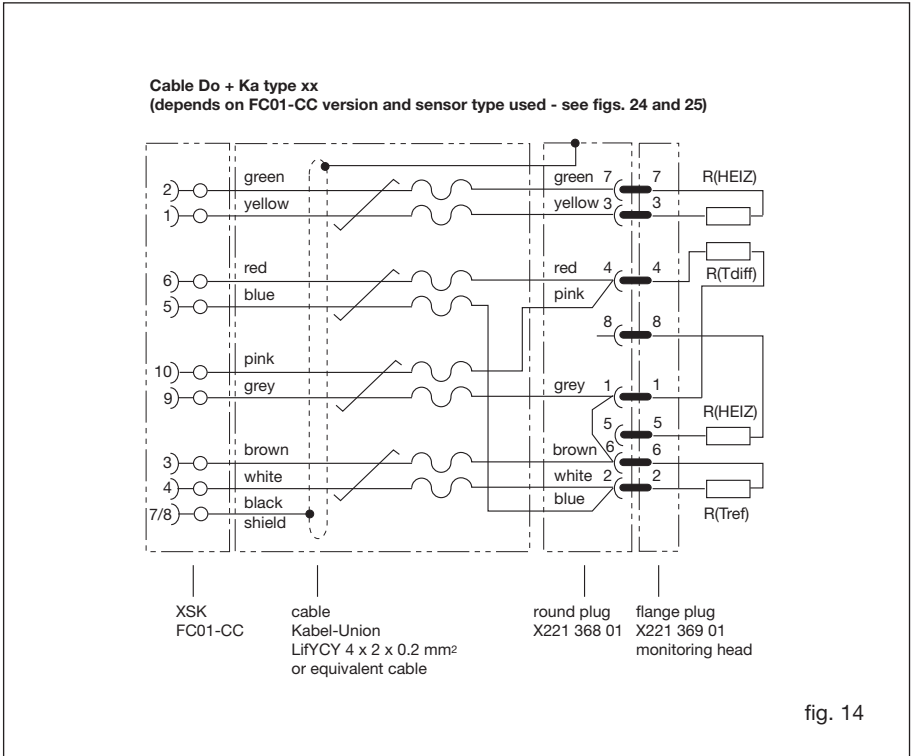 Cable Do + Ka type xx
(depends on FC01-CC version and sensor type used - see figs. 24 and 25)
2 green green 7 7 R(HEIZ)
1 yellow yellow 3 3
6 red red 4 4 R(Tdiff)
5 blue pink
8 8
10 pink
9 grey grey 1 1
5 5 R(HEIZ)
3 brown brown 6 6
4 white white 2 2
7/8 black blue R(Tref)
shield
XSK
FC01-CC
cable
Kabel-Union
LifYCY 4 x 2 x 0.2 mm²
or equivalent cable
round plug
X221 368 01
flange plug
X221 369 01
monitoring head
fig. 14